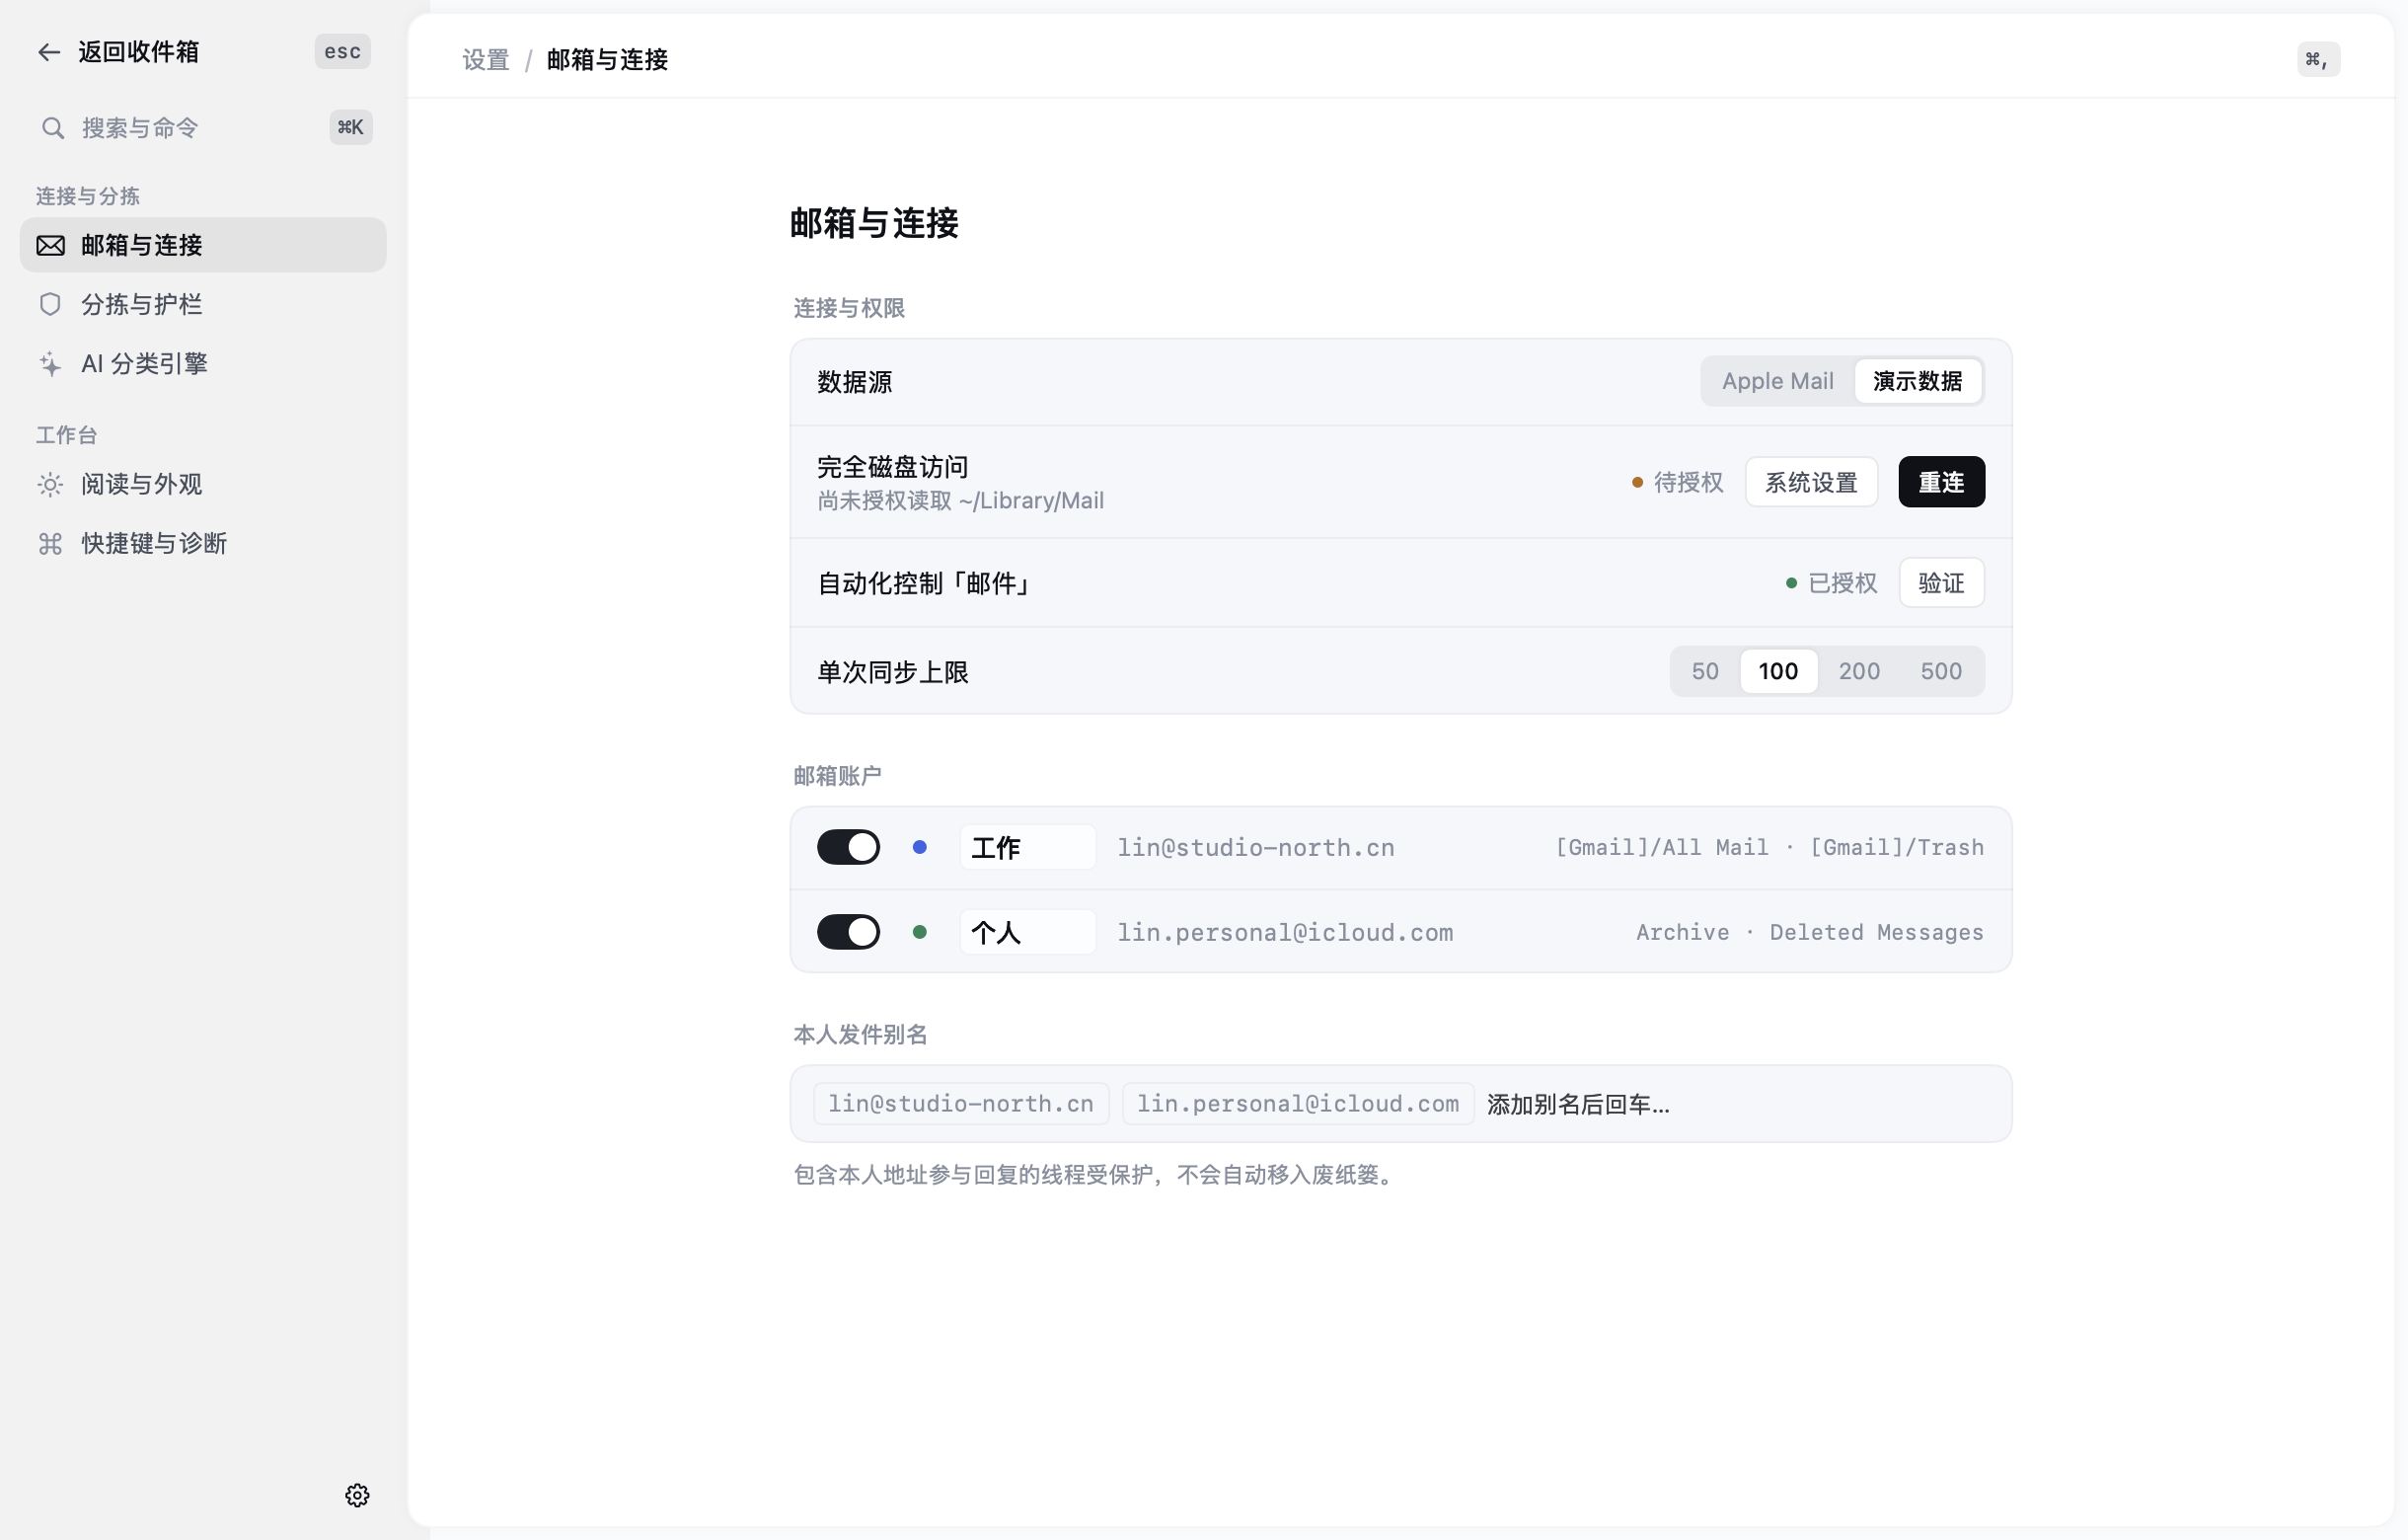 返回收件箱 esc
搜索与命令 ⌘K
连接与分拣
邮箱与连接
分拣与护栏
AI 分类引擎
工作台
阅读与外观
快捷键与诊断
设置 / 邮箱与连接 ⌘,
邮箱与连接
连接与权限
数据源 Apple Mail 演示数据
完全磁盘访问
尚未授权读取 ~/Library/Mail
待授权 系统设置 重连
自动化控制「邮件」 已授权 验证
单次同步上限 50 100 200 500
邮箱账户
工作 lin@studio-north.cn [Gmail]/All Mail · [Gmail]/Trash
个人 lin.personal@icloud.com Archive · Deleted Messages
本人发件别名
lin@studio-north.cn lin.personal@icloud.com 添加别名后回车...
包含本人地址参与回复的线程受保护，不会自动移入废纸篓。